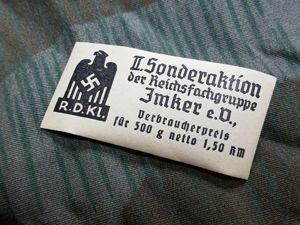 R.D.Kl.
II. Sonderaktion
der Reichsfachgruppe
Imker e.V.,
Verbraucherpreis
für 500 g netto 1,50 RM